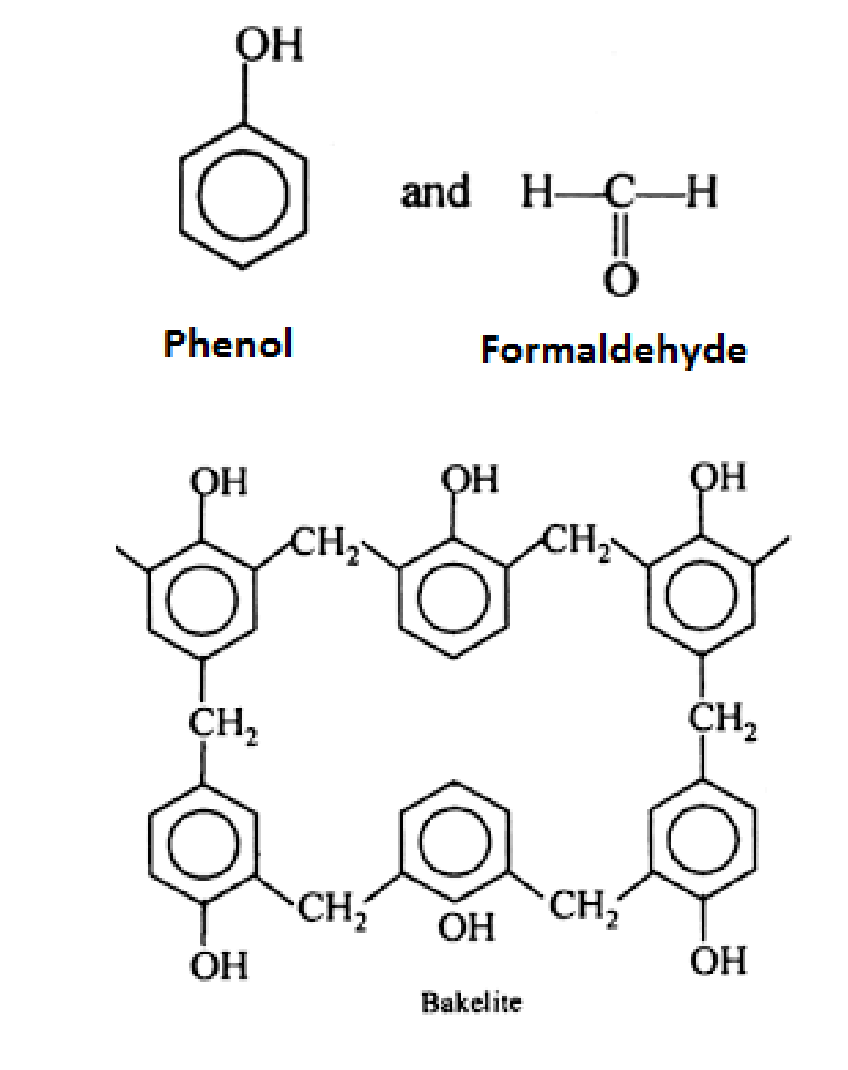 OH
and H—C—H
O
Phenol Formaldehyde
OH OH OH
CH₂ CH₂
CH₂ CH₂
CH₂ OH CH₂
OH OH
Bakelite